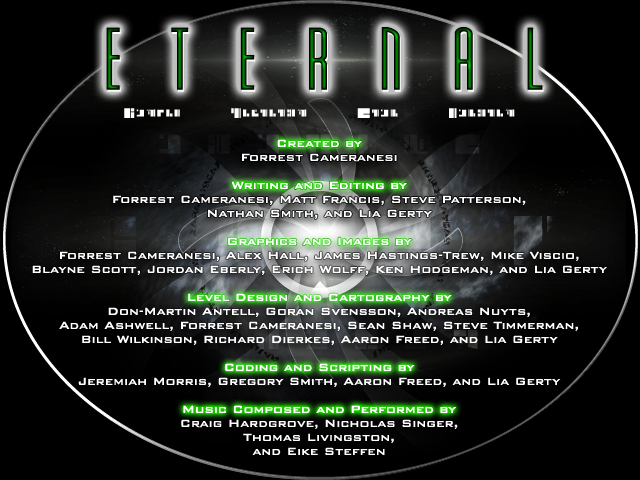 ETERNAL
Created by
Forrest Cameranesi
Writing and Editing by
Forrest Cameranesi, Matt Francis, Steve Patterson,
Nathan Smith, and Lia Gerty
Graphics and Images by
Forrest Cameranesi, Alex Hall, James Hastings-Trew, Mike Viscio,
Blayne Scott, Jordan Eberly, Erich Wolff, Ken Hodgeman, and Lia Gerty
Level Design and Cartography by
Don-Martin Antell, Goran Svensson, Andreas Nuyts,
Adam Ashwell, Forrest Cameranesi, Sean Shaw, Steve Timmerman,
Bill Wilkinson, Richard Dierkes, Aaron Freed, and Lia Gerty
Coding and Scripting by
Jeremiah Morris, Gregory Smith, Aaron Freed, and Lia Gerty
Music Composed and Performed by
Craig Hardgrove, Nicholas Singer,
Thomas Livingston,
and Eike Steffen